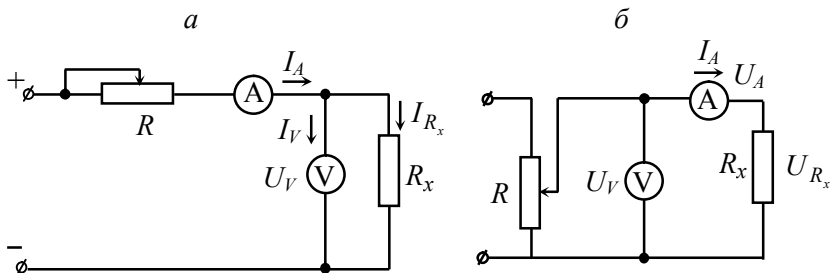 а
б
+
R
A
I_A
I_V
I_{R_x}
U_V
V
R_x
–
R
U_V
V
I_A
A
U_A
R_x
U_{R_x}